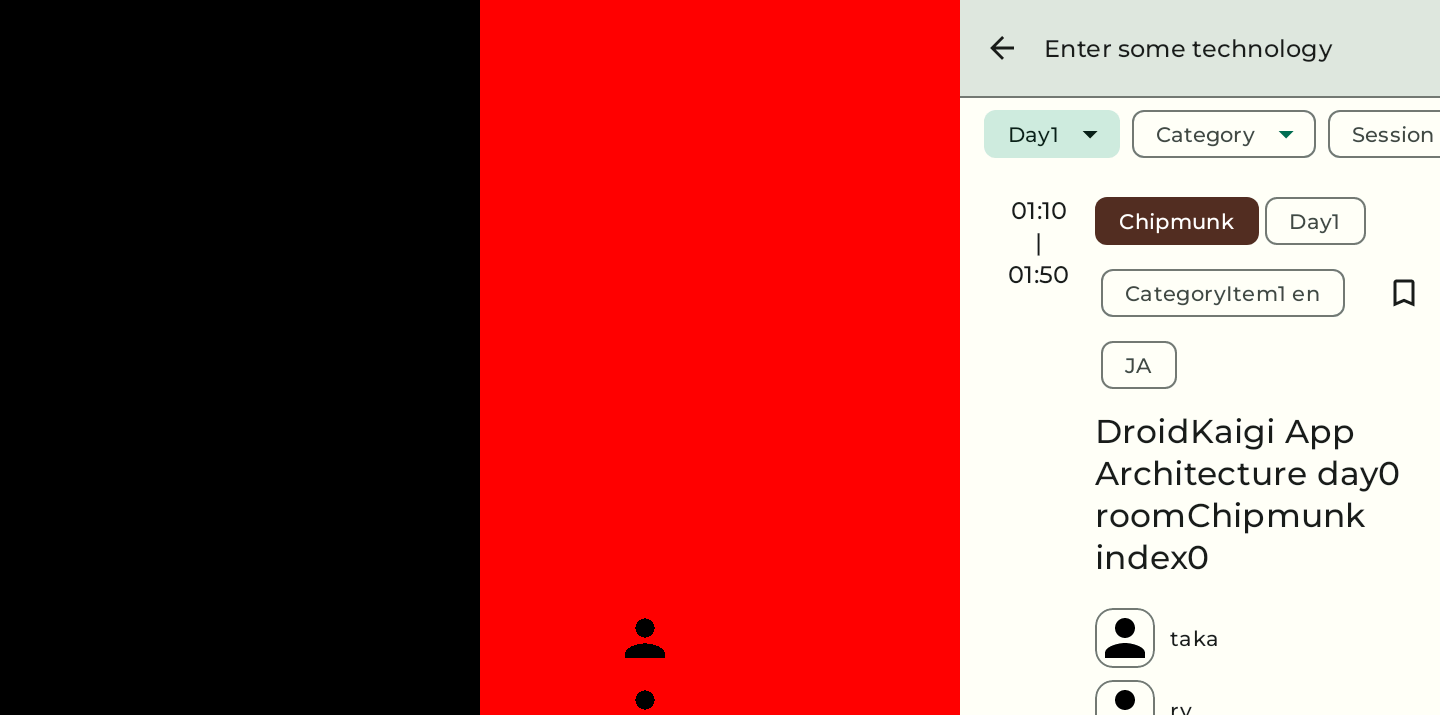 Enter some technology
Day1
Category
Session
01:10
|
01:50
Chipmunk
Day1
CategoryItem1 en
JA
DroidKaigi App
Architecture day0
roomChipmunk
index0
taka
ry